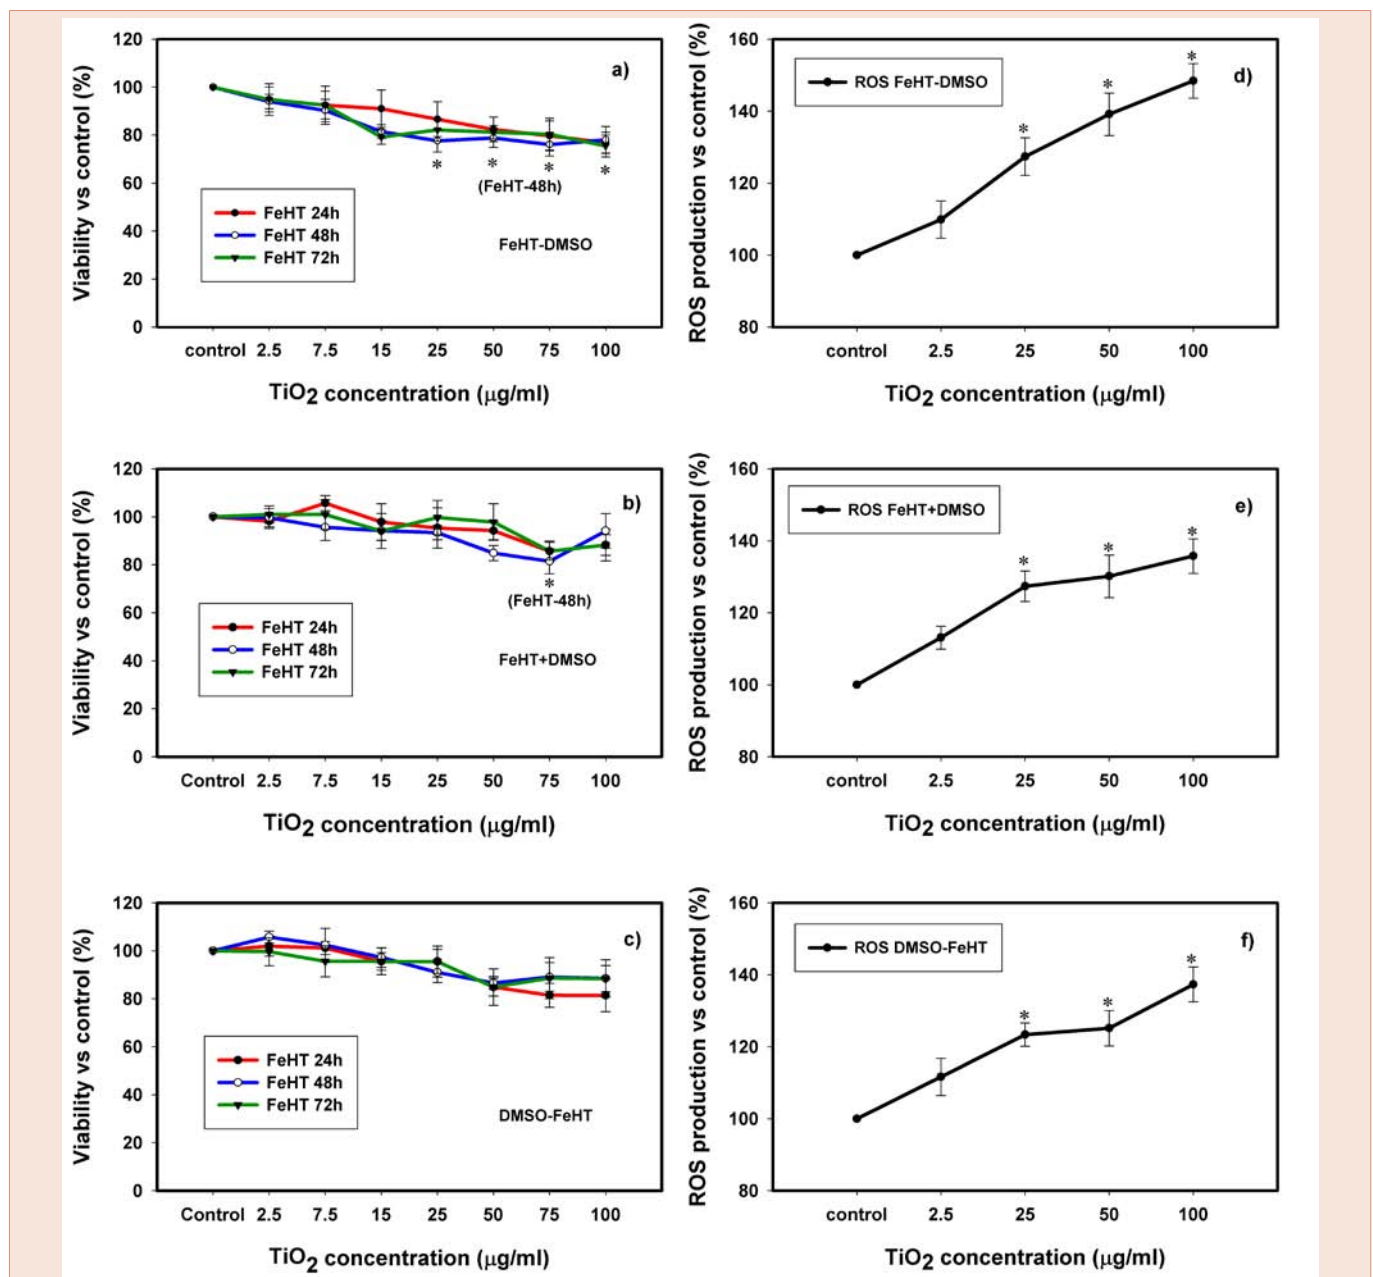 a)
Viability vs control (%)
120
100
80
60
40
20
0
* * * *
(FeHT-48h)
FeHT 24h
FeHT 48h
FeHT 72h
FeHT-DMSO
control 2.5 7.5 15 25 50 75 100
TiO2 concentration (μg/ml)
d)
ROS production vs control (%)
160
140
120
100
80
ROS FeHT-DMSO
* * *
control 2.5 25 50 100
TiO2 concentration (μg/ml)
b)
Viability vs control (%)
120
100
80
60
40
20
0
*
(FeHT-48h)
FeHT 24h
FeHT 48h
FeHT 72h
FeHT+DMSO
Control 2.5 7.5 15 25 50 75 100
TiO2 concentration (μg/ml)
e)
ROS production vs control (%)
160
140
120
100
80
ROS FeHT+DMSO
* * *
control 2.5 25 50 100
TiO2 concentration (μg/ml)
c)
Viability vs control (%)
120
100
80
60
40
20
0
FeHT 24h
FeHT 48h
FeHT 72h
DMSO-FeHT
Control 2.5 7.5 15 25 50 75 100
TiO2 concentration (μg/ml)
f)
ROS production vs control (%)
160
140
120
100
80
ROS DMSO-FeHT
* * *
control 2.5 25 50 100
TiO2 concentration (μg/ml)